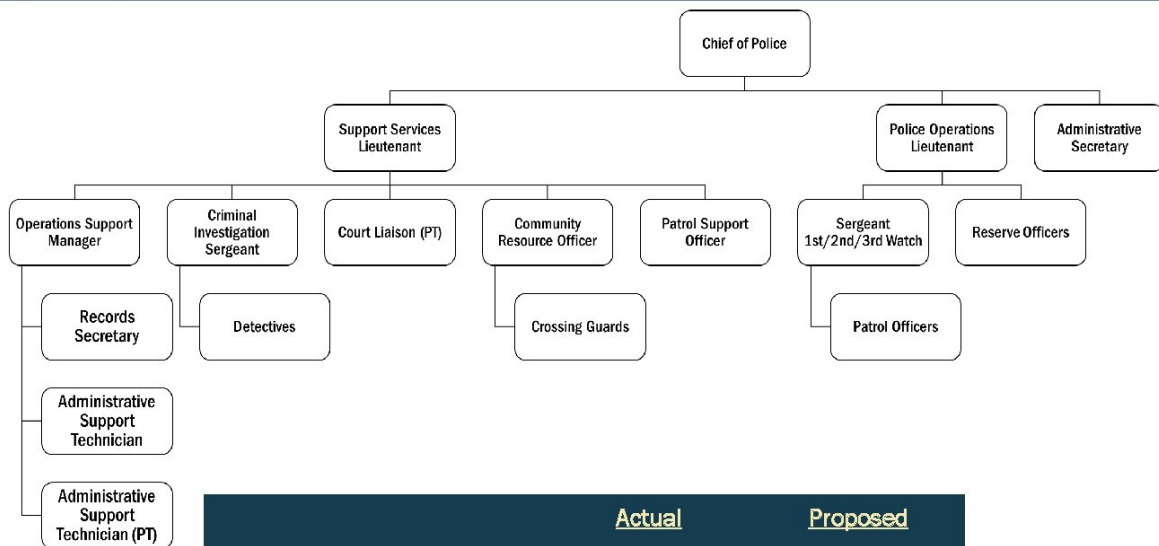 Chief of Police
Support Services
Lieutenant
Police Operations
Lieutenant
Administrative
Secretary
Operations Support
Manager
Criminal
Investigation
Sergeant
Court Liaison (PT)
Community
Resource Officer
Patrol Support
Officer
Sergeant
1st/2nd/3rd Watch
Reserve Officers
Records
Secretary
Detectives
Crossing Guards
Patrol Officers
Administrative
Support
Technician
Administrative
Support
Technician (PT)
Actual Proposed